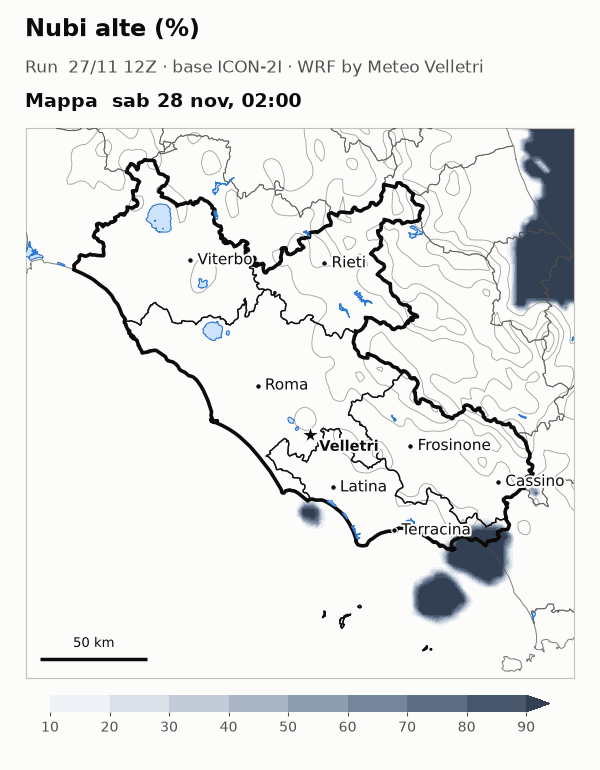 Nubi alte (%)
Run  27/11 12Z · base ICON-2I · WRF by Meteo Velletri
Mappa  sab 28 nov, 02:00
Viterbo
Rieti
Roma
Velletri
Frosinone
Latina
Cassino
Terracina
50 km
10 20 30 40 50 60 70 80 90